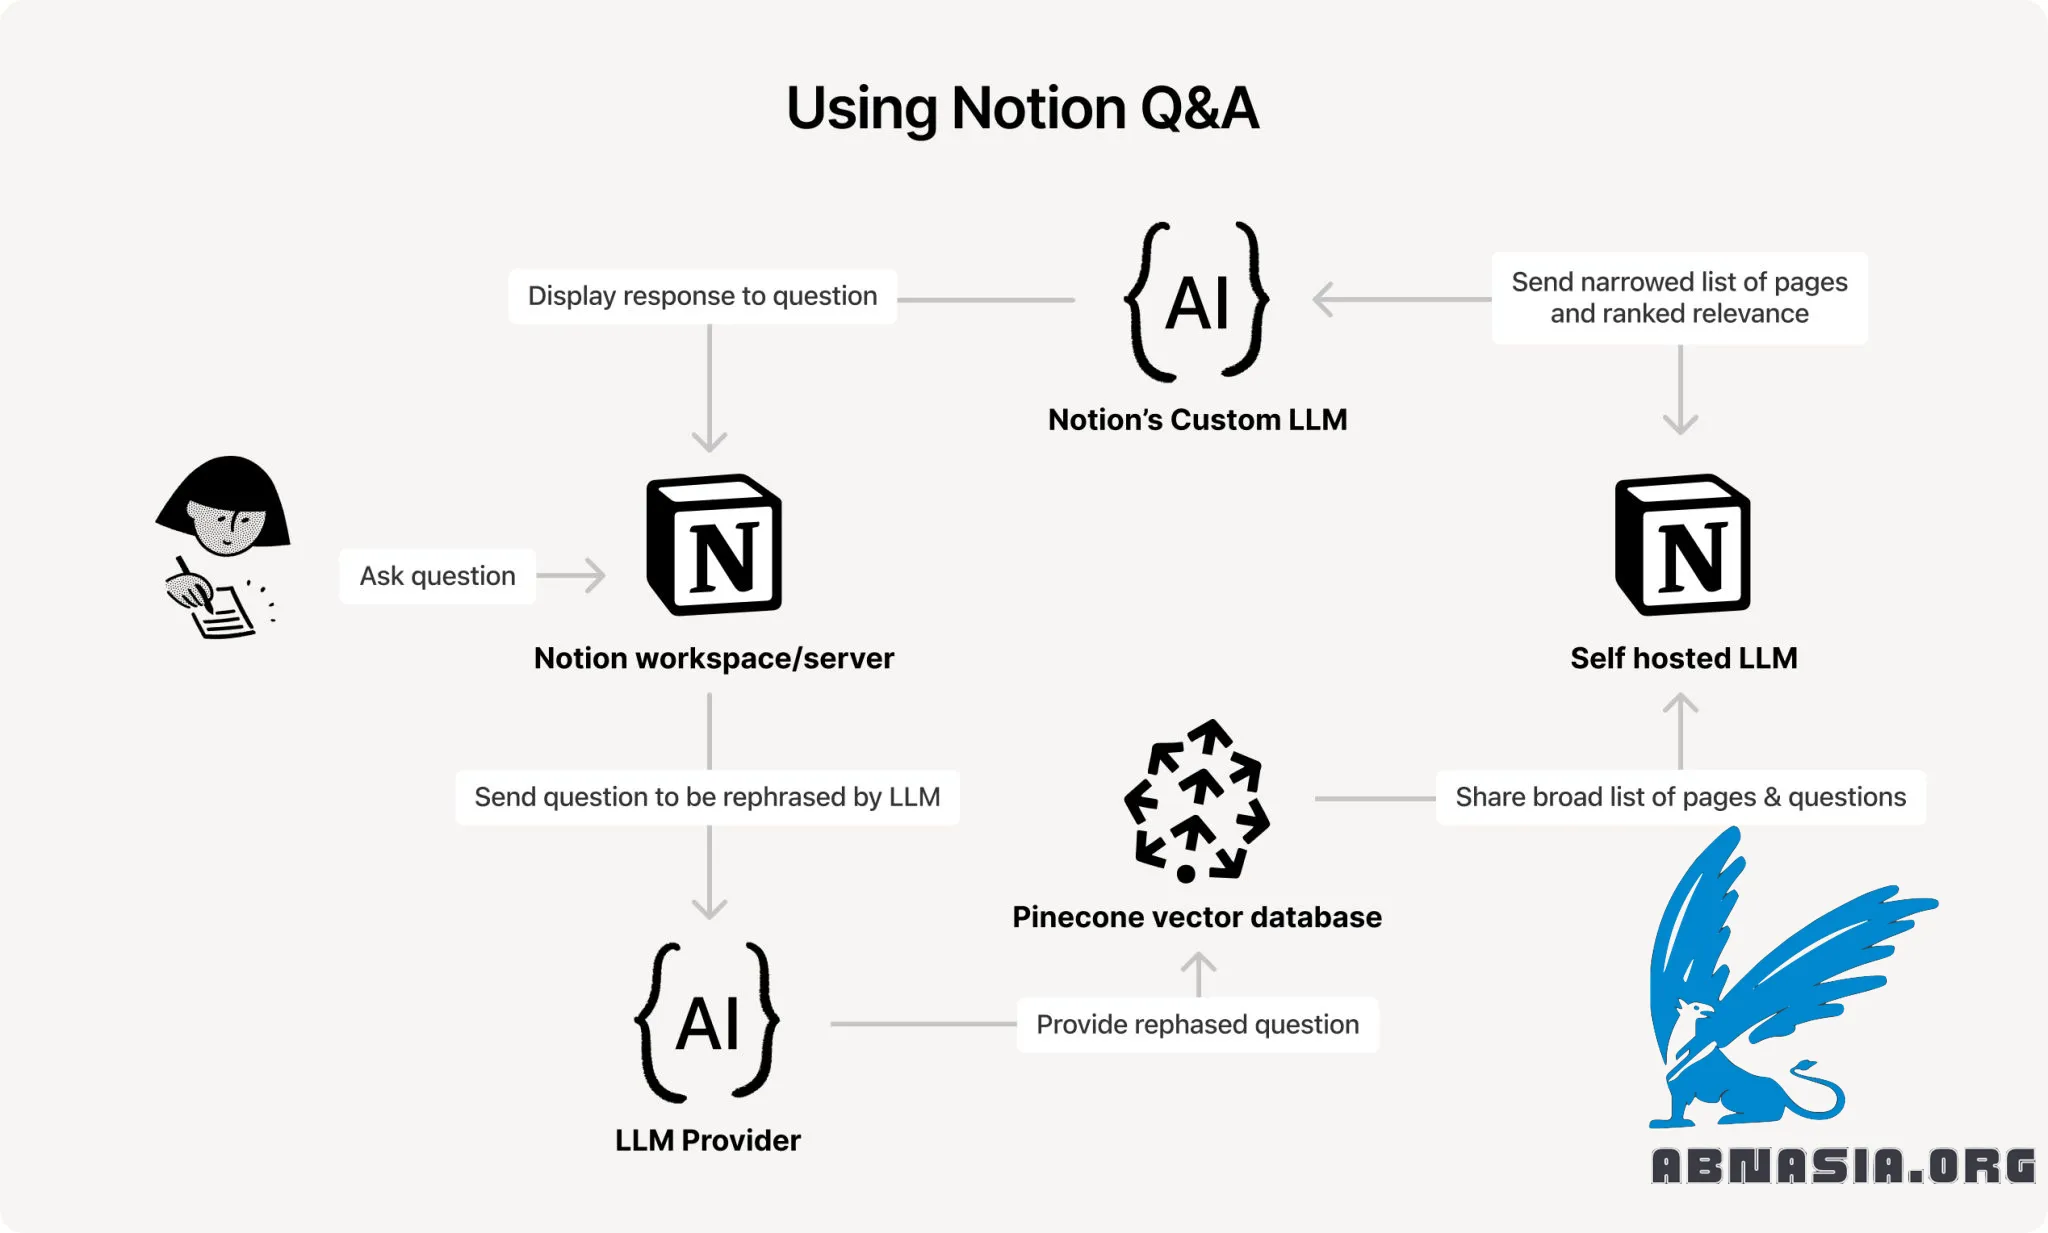 Using Notion Q&A
Display response to question
AI
Send narrowed list of pages
and ranked relevance
Notion's Custom LLM
Ask question
N
N
Notion workspace/server
Self hosted LLM
Send question to be rephrased by LLM
Share broad list of pages & questions
Pinecone vector database
AI
Provide rephased question
LLM Provider
ABNASIA.ORG